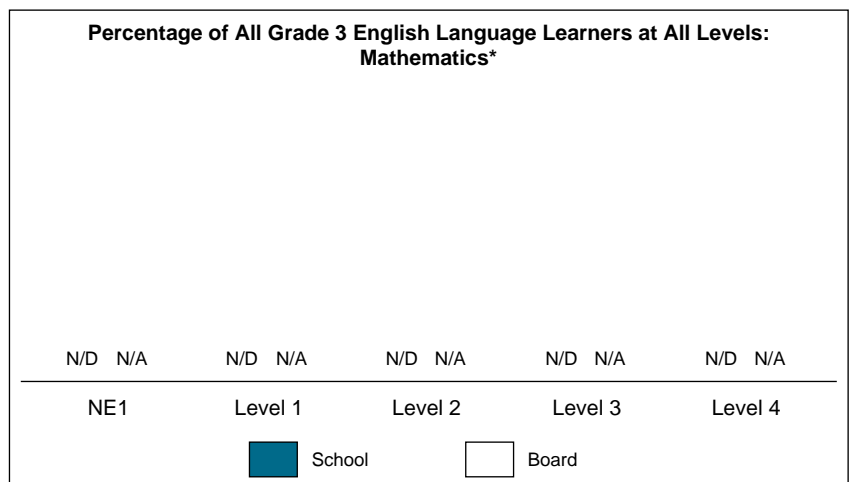 Percentage of All Grade 3 English Language Learners at All Levels:
Mathematics*
N/D N/A N/D N/A N/D N/A N/D N/A N/D N/A
NE1 Level 1 Level 2 Level 3 Level 4
School Board